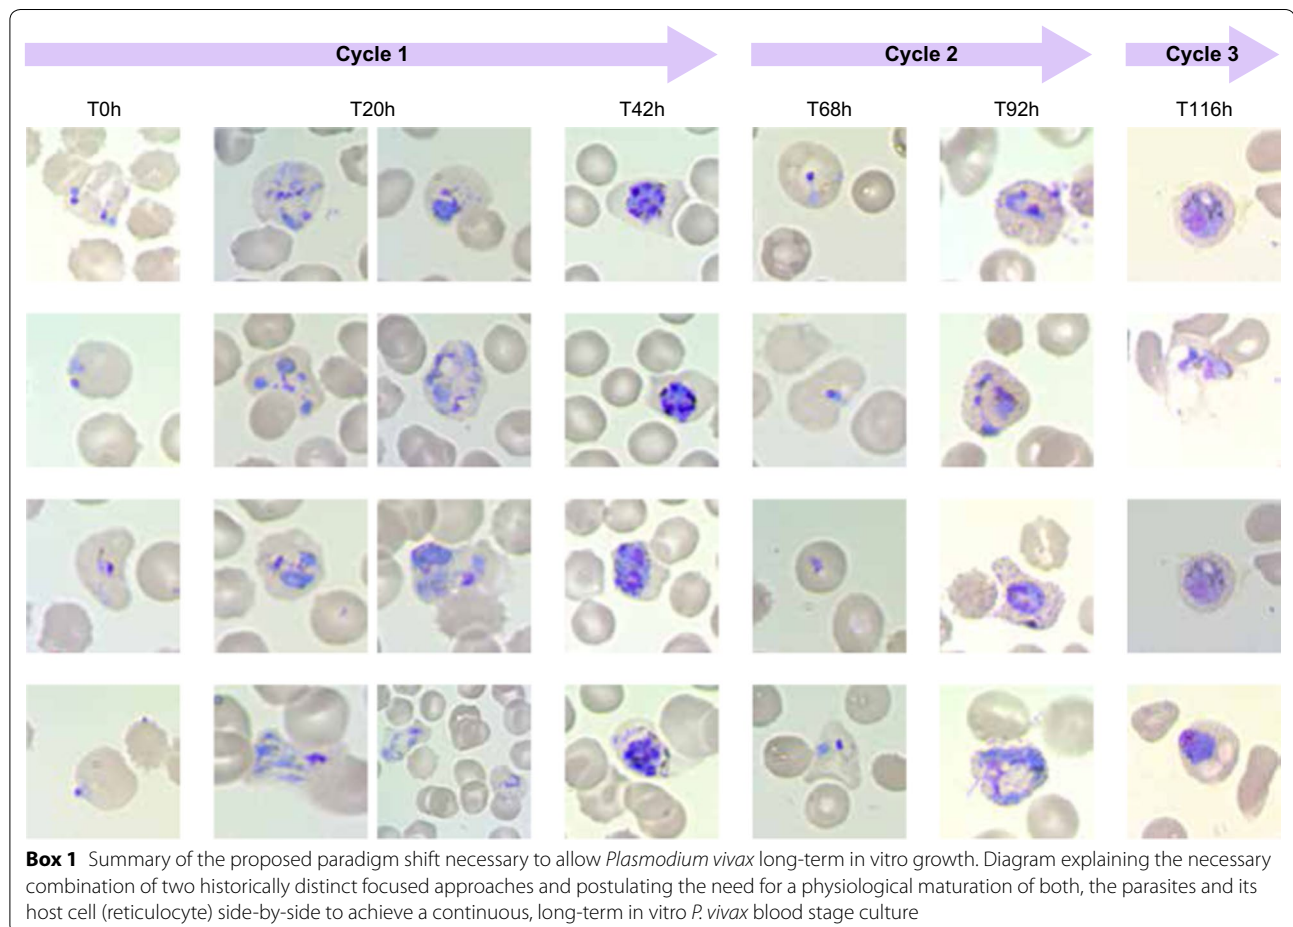 Cycle 1 Cycle 2 Cycle 3
T0h T20h T42h T68h T92h T116h
Box 1 Summary of the proposed paradigm shift necessary to allow Plasmodium vivax long-term in vitro growth. Diagram explaining the necessary
combination of two historically distinct focused approaches and postulating the need for a physiological maturation of both, the parasites and its
host cell (reticulocyte) side-by-side to achieve a continuous, long-term in vitro P. vivax blood stage culture